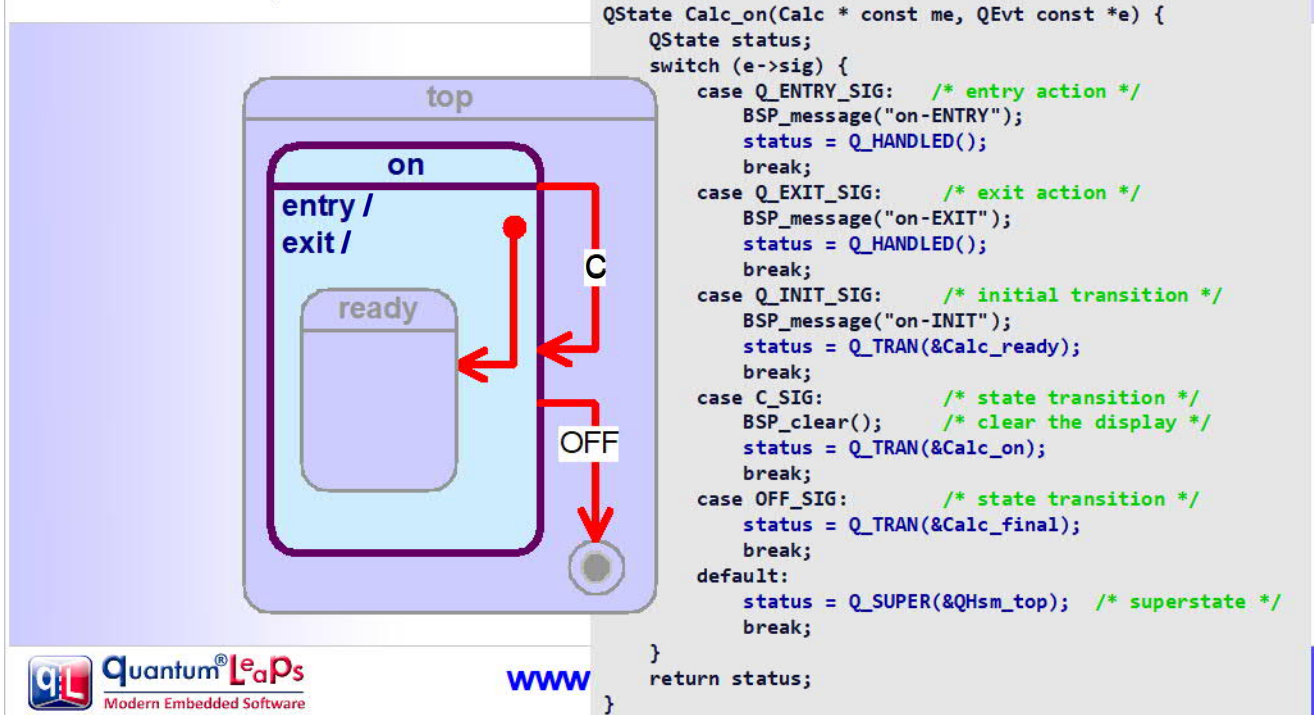 top
on
entry /
exit /
C
ready
OFF
QState Calc_on(Calc * const me, QEvt const *e) {
    QState status;
    switch (e->sig) {
        case Q_ENTRY_SIG:   /* entry action */
            BSP_message("on-ENTRY");
            status = Q_HANDLED();
            break;
        case Q_EXIT_SIG:     /* exit action */
            BSP_message("on-EXIT");
            status = Q_HANDLED();
            break;
        case Q_INIT_SIG:     /* initial transition */
            BSP_message("on-INIT");
            status = Q_TRAN(&Calc_ready);
            break;
        case C_SIG:          /* state transition */
            BSP_clear();     /* clear the display */
            status = Q_TRAN(&Calc_on);
            break;
        case OFF_SIG:        /* state transition */
            status = Q_TRAN(&Calc_final);
            break;
        default:
            status = Q_SUPER(&QHsm_top);  /* superstate */
            break;
    }
    return status;
}
qL quantum® LeaPs
Modern Embedded Software
www